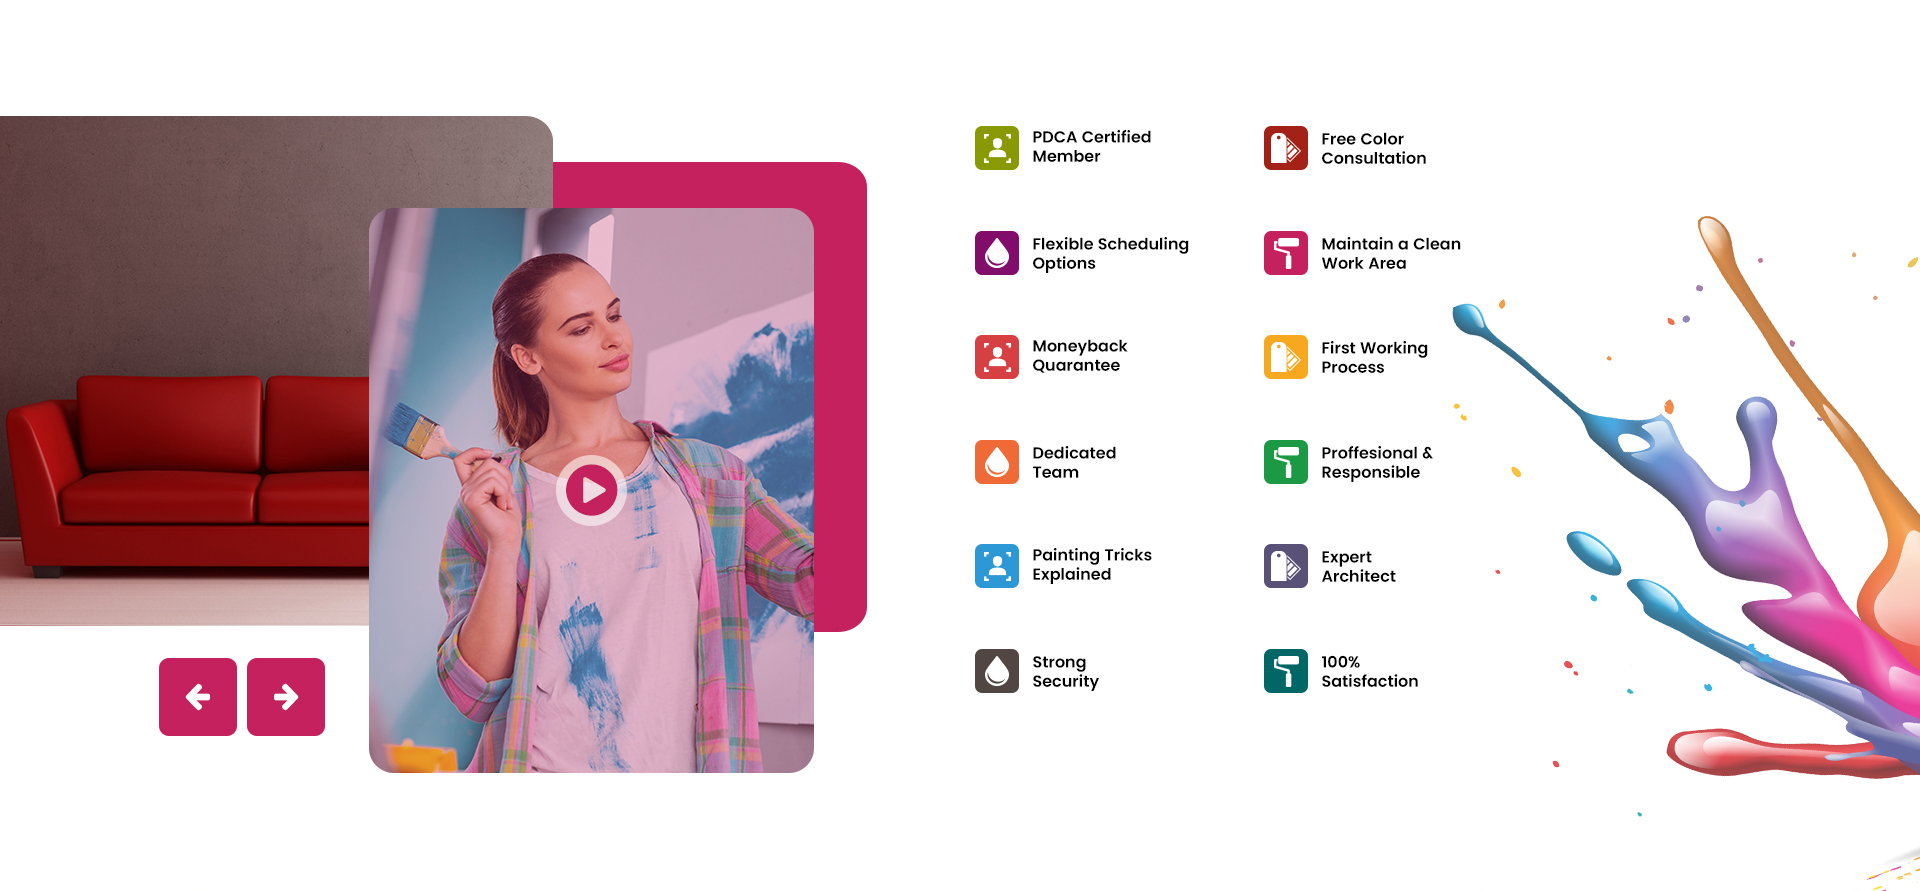 PDCA Certified
Member
Free Color
Consultation
Flexible Scheduling
Options
Maintain a Clean
Work Area
Moneyback
Quarantee
First Working
Process
Dedicated
Team
Proffesional &
Responsible
Painting Tricks
Explained
Expert
Architect
Strong
Security
100%
Satisfaction